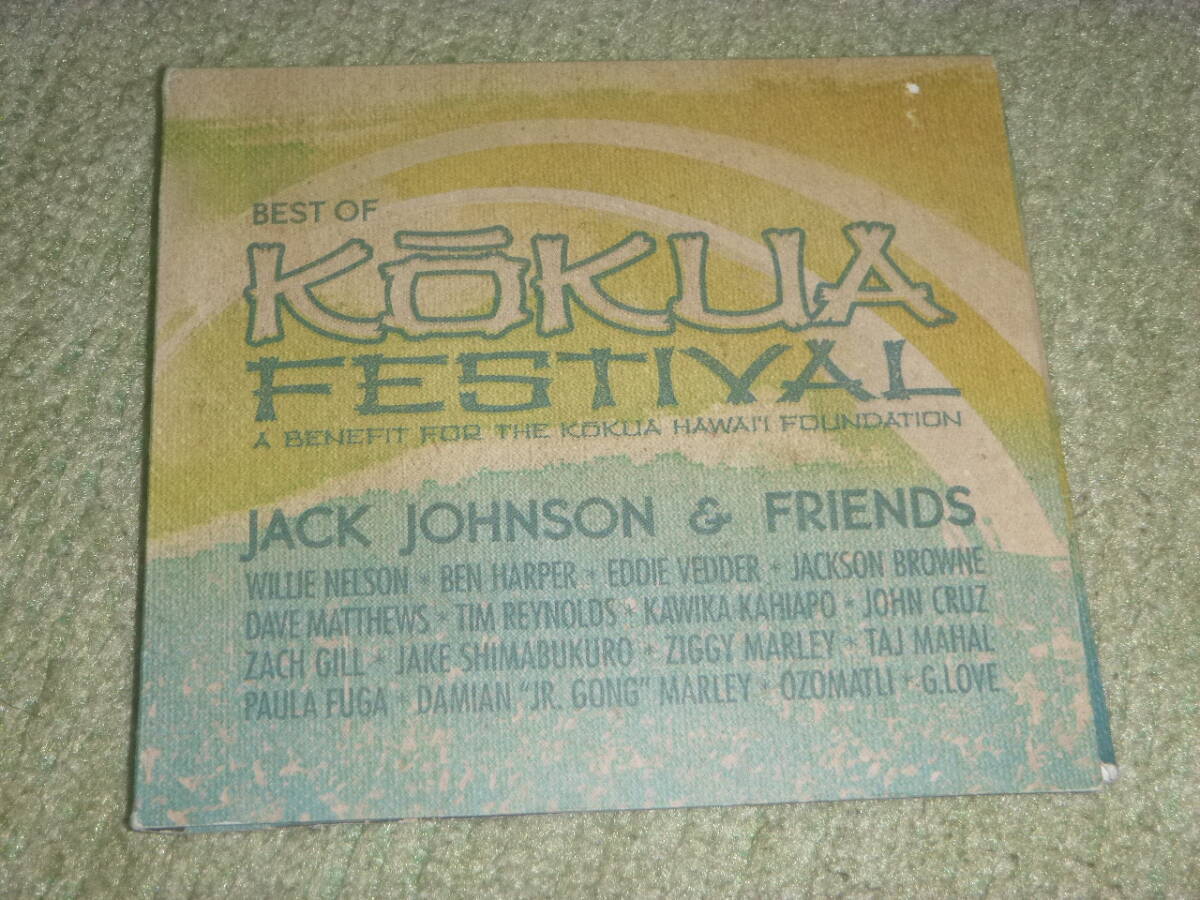 BEST OF
KŌKUA
FESTIVAL
A BENEFIT FOR THE KŌKUA HAWAI'I FOUNDATION
JACK JOHNSON & FRIENDS
WILLIE NELSON * BEN HARPER * EDDIE VEDDER * JACKSON BROWNE
DAVE MATTHEWS * TIM REYNOLDS * KAWIKA KAHIAPO * JOHN CRUZ
ZACH GILL * JAKE SHIMABUKURO * ZIGGY MARLEY * TAJ MAHAL
PAULA FUGA * DAMIAN "JR. GONG" MARLEY * OZOMATLI * G.LOVE